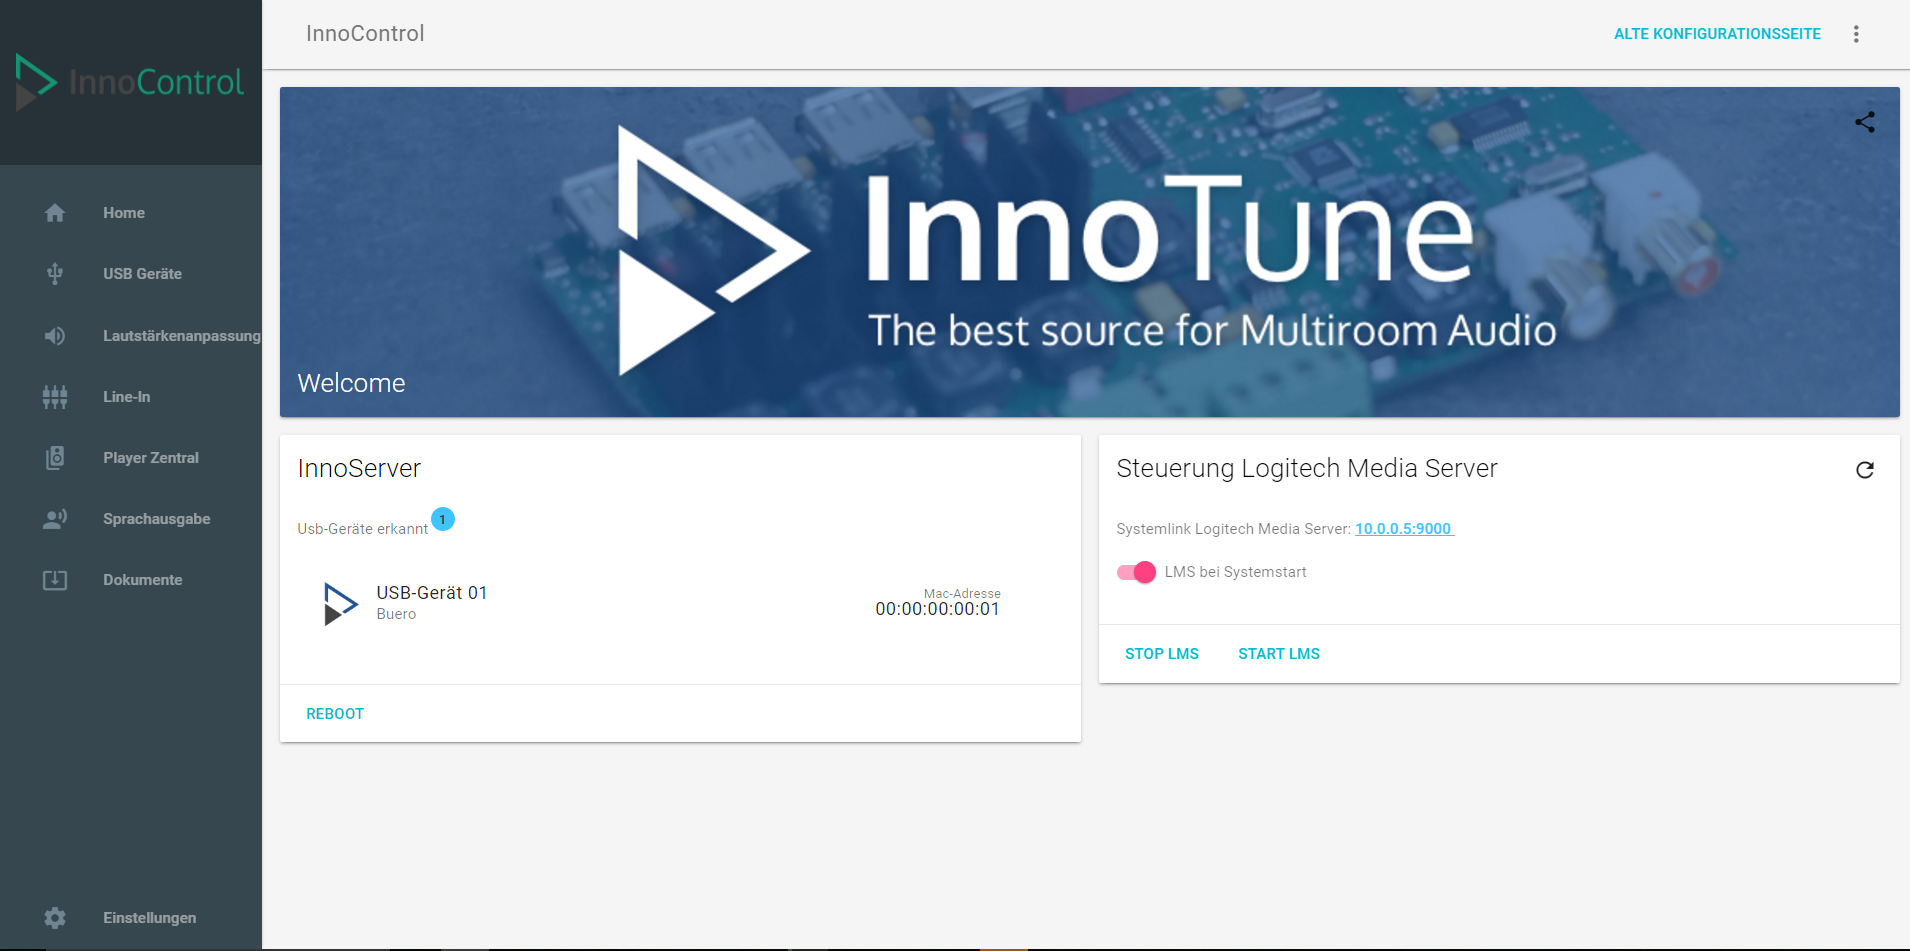 InnoControl
Home
USB Geräte
Lautstärkenanpassung
Line-In
Player Zentral
Sprachausgabe
Dokumente
Einstellungen
InnoControl
ALTE KONFIGURATIONSSEITE
InnoTune
The best source for Multiroom Audio
Welcome
InnoServer
Usb-Geräte erkannt 1
USB-Gerät 01
Buero
Mac-Adresse
00:00:00:00:01
REBOOT
Steuerung Logitech Media Server
Systemlink Logitech Media Server: 10.0.0.5:9000
LMS bei Systemstart
STOP LMS START LMS